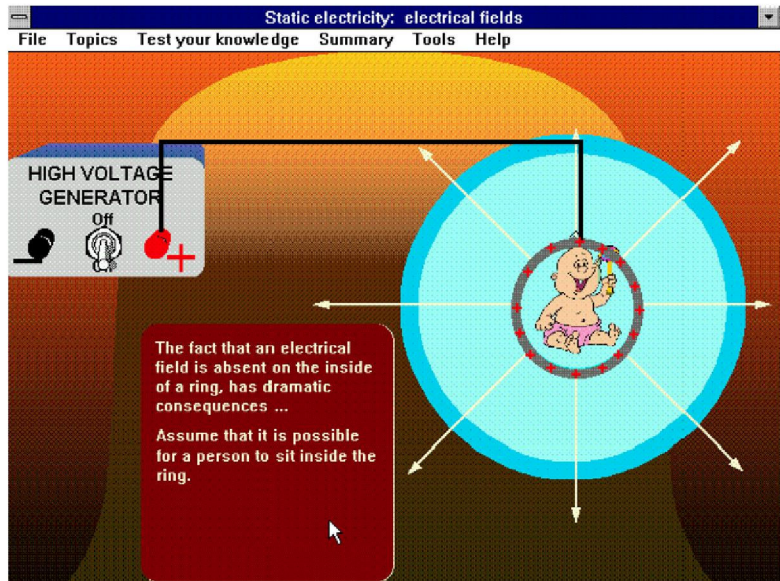 Static electricity: electrical fields
File Topics Test your knowledge Summary Tools Help
HIGH VOLTAGE
GENERATOR
Off
The fact that an electrical
field is absent on the inside
of a ring, has dramatic
consequences ...
Assume that it is possible
for a person to sit inside the
ring.